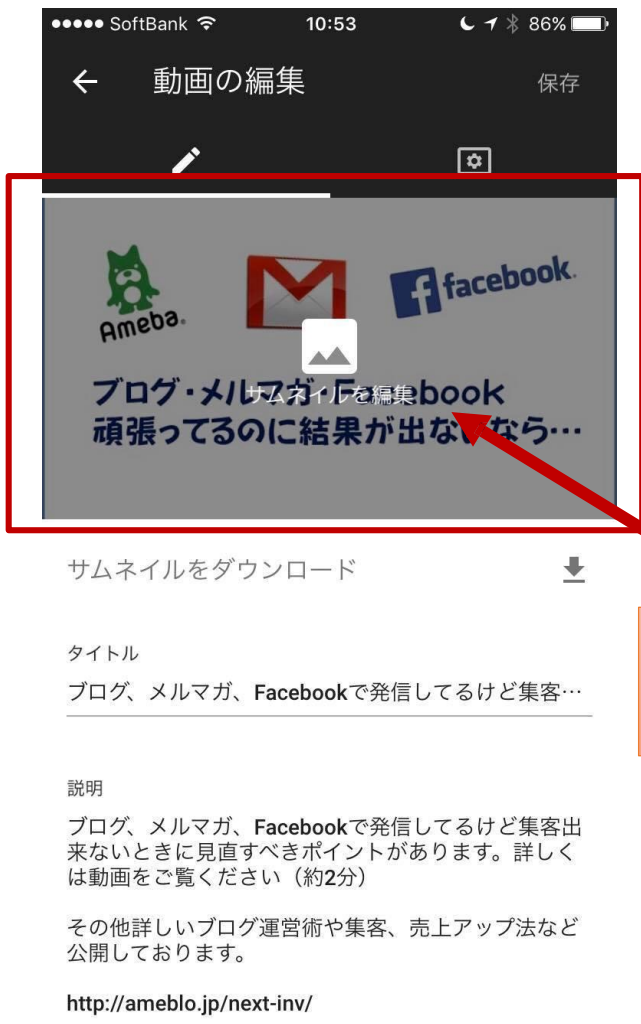 SoftBank 10:53 86%
動画の編集 保存
Ameba. facebook.
サムネイルを編集
ブログ・メルマガ・Facebook
頑張ってるのに結果が出ないなら…
サムネイルをダウンロード
タイトル
ブログ、メルマガ、Facebookで発信してるけど集客…
説明
ブログ、メルマガ、Facebookで発信してるけど集客出
来ないときに見直すべきポイントがあります。詳しく
は動画をご覧ください（約2分）
その他詳しいブログ運営術や集客、売上アップ法など
公開しております。
http://ameblo.jp/next-inv/